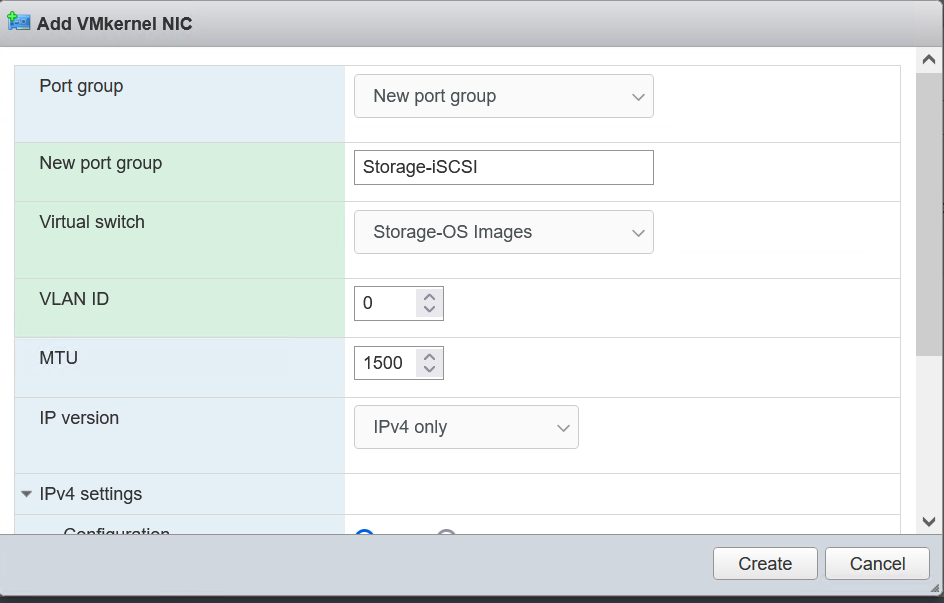 Add VMkernel NIC
Port group
New port group
New port group
Storage-iSCSI
Virtual switch
Storage-OS Images
VLAN ID
0
MTU
1500
IP version
IPv4 only
IPv4 settings
Configuration
Create
Cancel